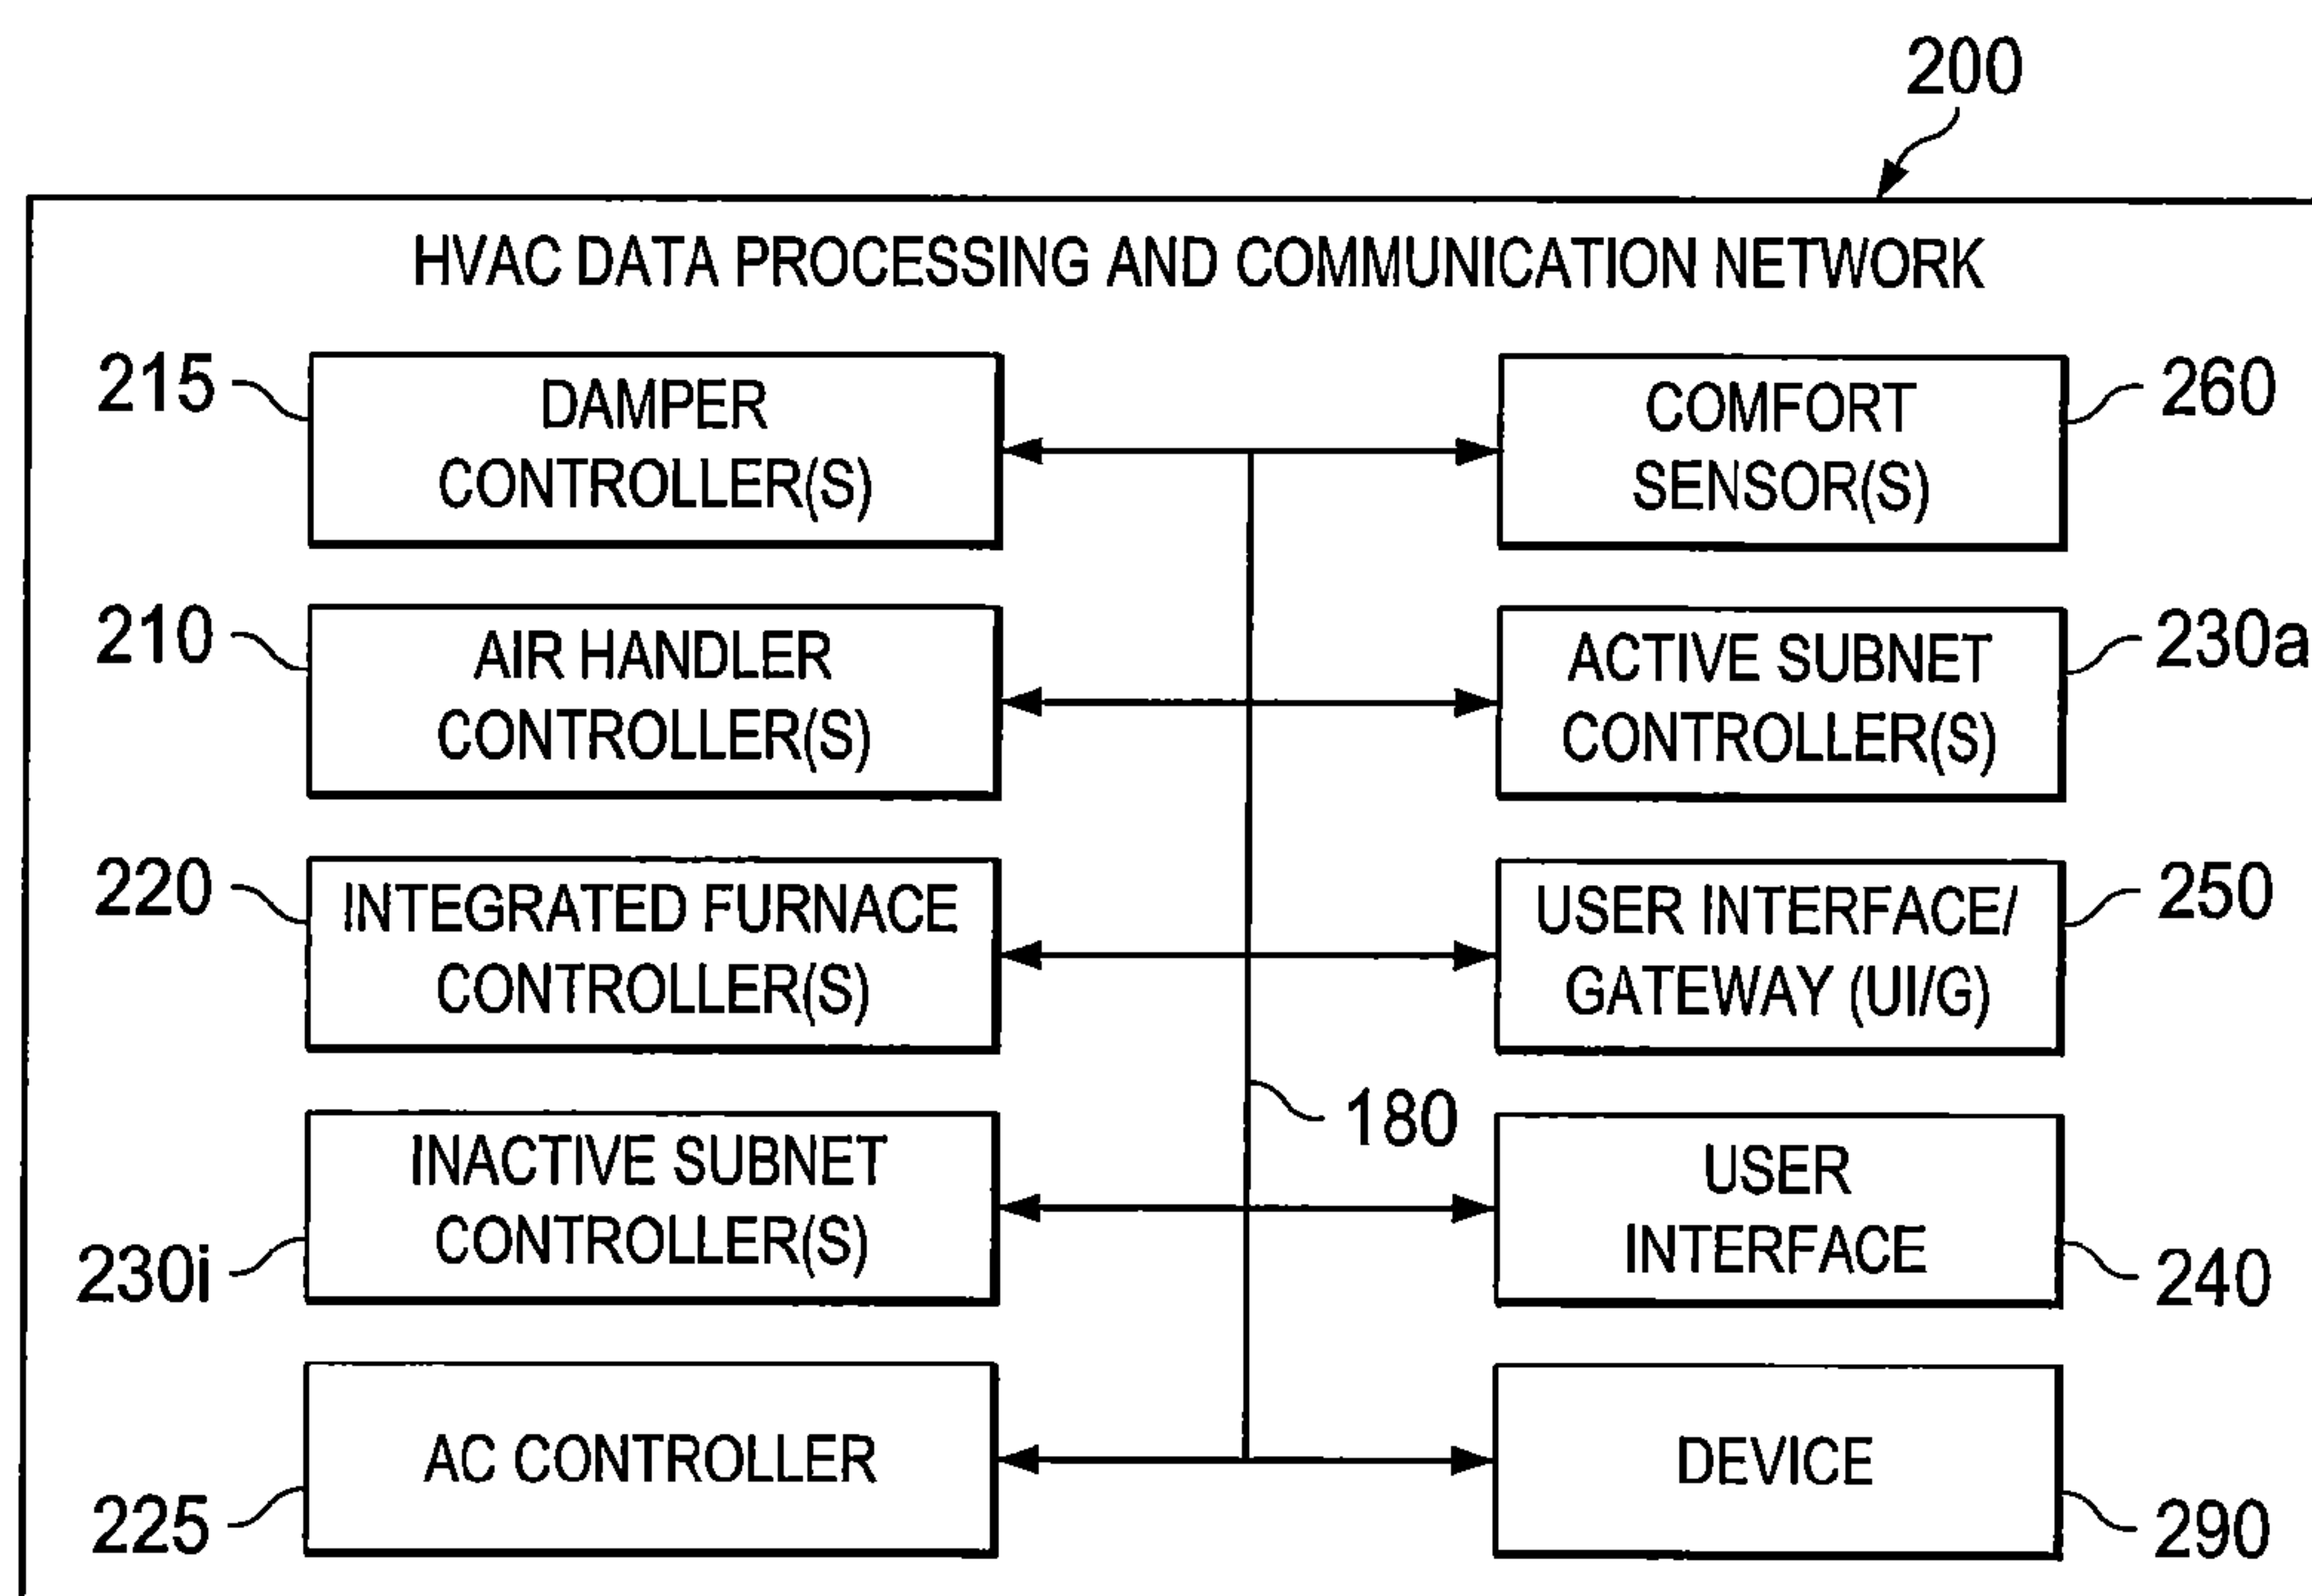 200
HVAC DATA PROCESSING AND COMMUNICATION NETWORK
215
DAMPER
CONTROLLER(S)
COMFORT
SENSOR(S)
260
210
AIR HANDLER
CONTROLLER(S)
ACTIVE SUBNET
CONTROLLER(S)
230a
220
INTEGRATED FURNACE
CONTROLLER(S)
USER INTERFACE/
GATEWAY (UI/G)
250
180
INACTIVE SUBNET
CONTROLLER(S)
230i
USER
INTERFACE
240
AC CONTROLLER
225
DEVICE
290